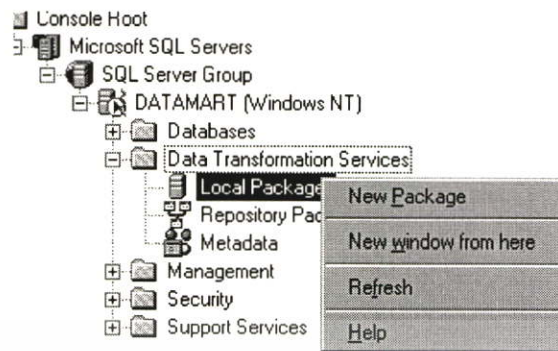 Console Root
Microsoft SQL Servers
SQL Server Group
DATAMART (Windows NT)
Databases
Data Transformation Services
Local Package
Repository Pac
Metadata
Management
Security
Support Services
New Package
New window from here
Refresh
Help